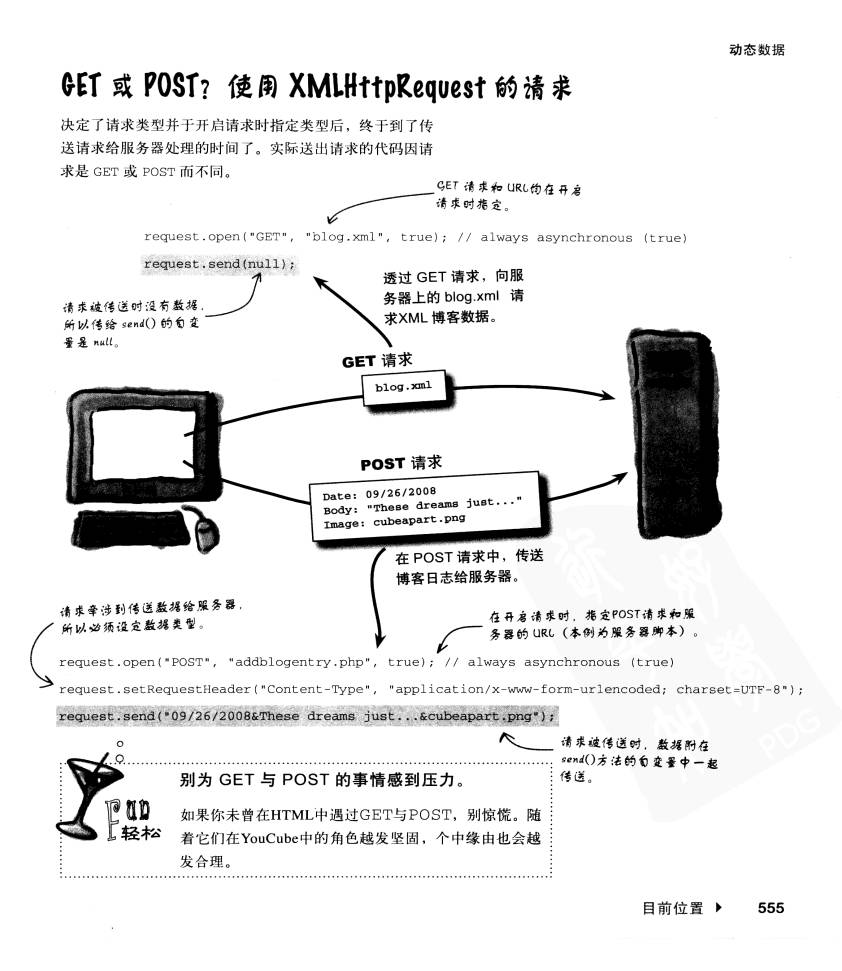 动态数据
GET 或 POST？使用 XMLHttpRequest 的请求
决定了请求类型并于开启请求时指定类型后，终于到了传
送请求给服务器处理的时间了。实际送出请求的代码因请
求是 GET 或 POST 而不同。
GET 请求和 URL均在开启
请求时指定。
request.open("GET", "blog.xml", true); // always asynchronous (true)
request.send(null);
请求被传送时没有数据，
所以传给 send() 的自变
量是 null。
透过 GET 请求，向服
务器上的 blog.xml 请
求XML 博客数据。
GET 请求
blog.xml
POST 请求
Date: 09/26/2008
Body: "These dreams just..."
Image: cubeapart.png
在 POST 请求中，传送
博客日志给服务器。
请求牵涉到传送数据给服务器，
所以必须设定数据类型。
在开启请求时，指定POST请求和服
务器的 URL（本例为服务器脚本）。
request.open("POST", "addblogentry.php", true); // always asynchronous (true)
request.setRequestHeader("Content-Type", "application/x-www-form-urlencoded; charset=UTF-8");
request.send("09/26/2008&These dreams just...&cubeapart.png");
请求被传送时，数据附在
send()方法的自变量中一起
传送。
轻松
别为 GET 与 POST 的事情感到压力。
如果你未曾在HTML中遇过GET与POST，别惊慌。随
着它们在YouCube中的角色越发坚固，个中缘由也会越
发合理。
目前位置 ▶ 555
PDG